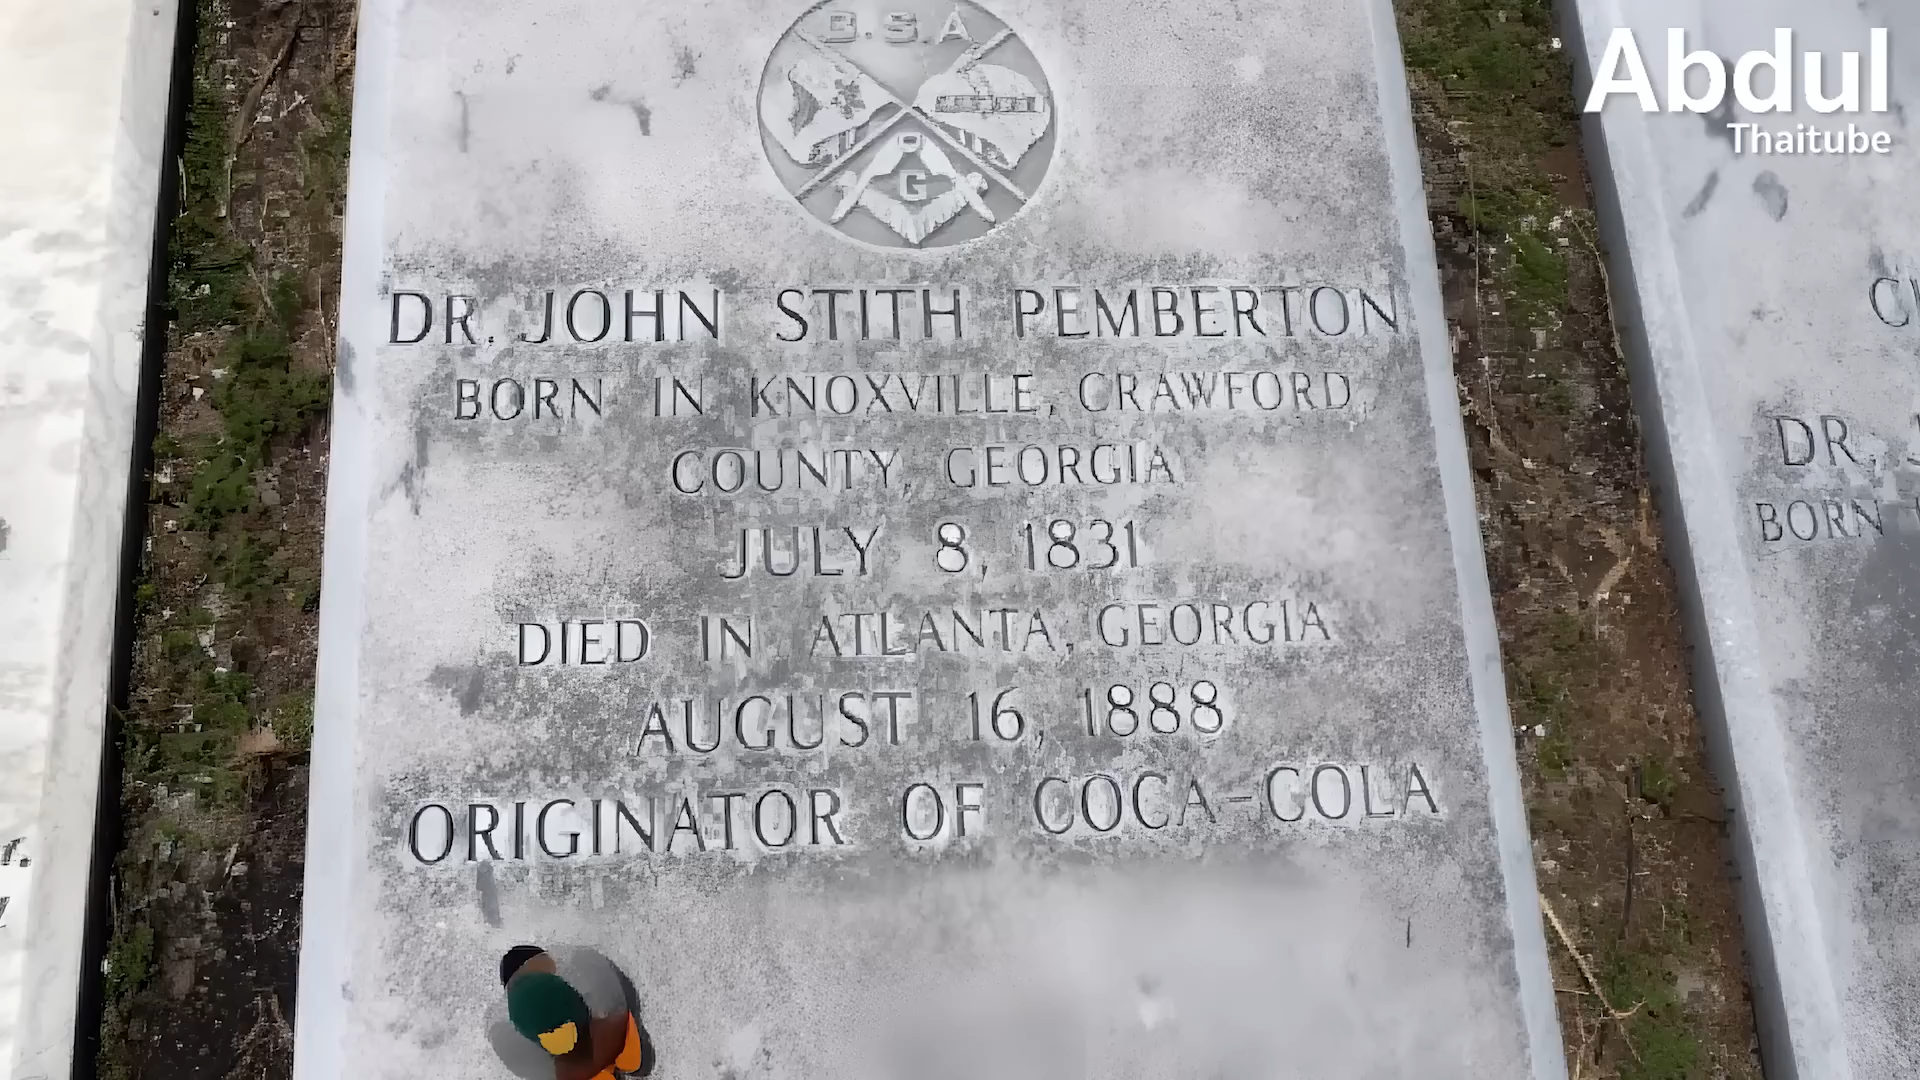 Abdul
Thaitube
B.S.A
G
DR. JOHN STITH PEMBERTON
BORN IN KNOXVILLE, CRAWFORD,
COUNTY, GEORGIA
JULY 8, 1831
DIED IN ATLANTA, GEORGIA
AUGUST 16, 1888
ORIGINATOR OF COCA-COLA
DR.
BORN